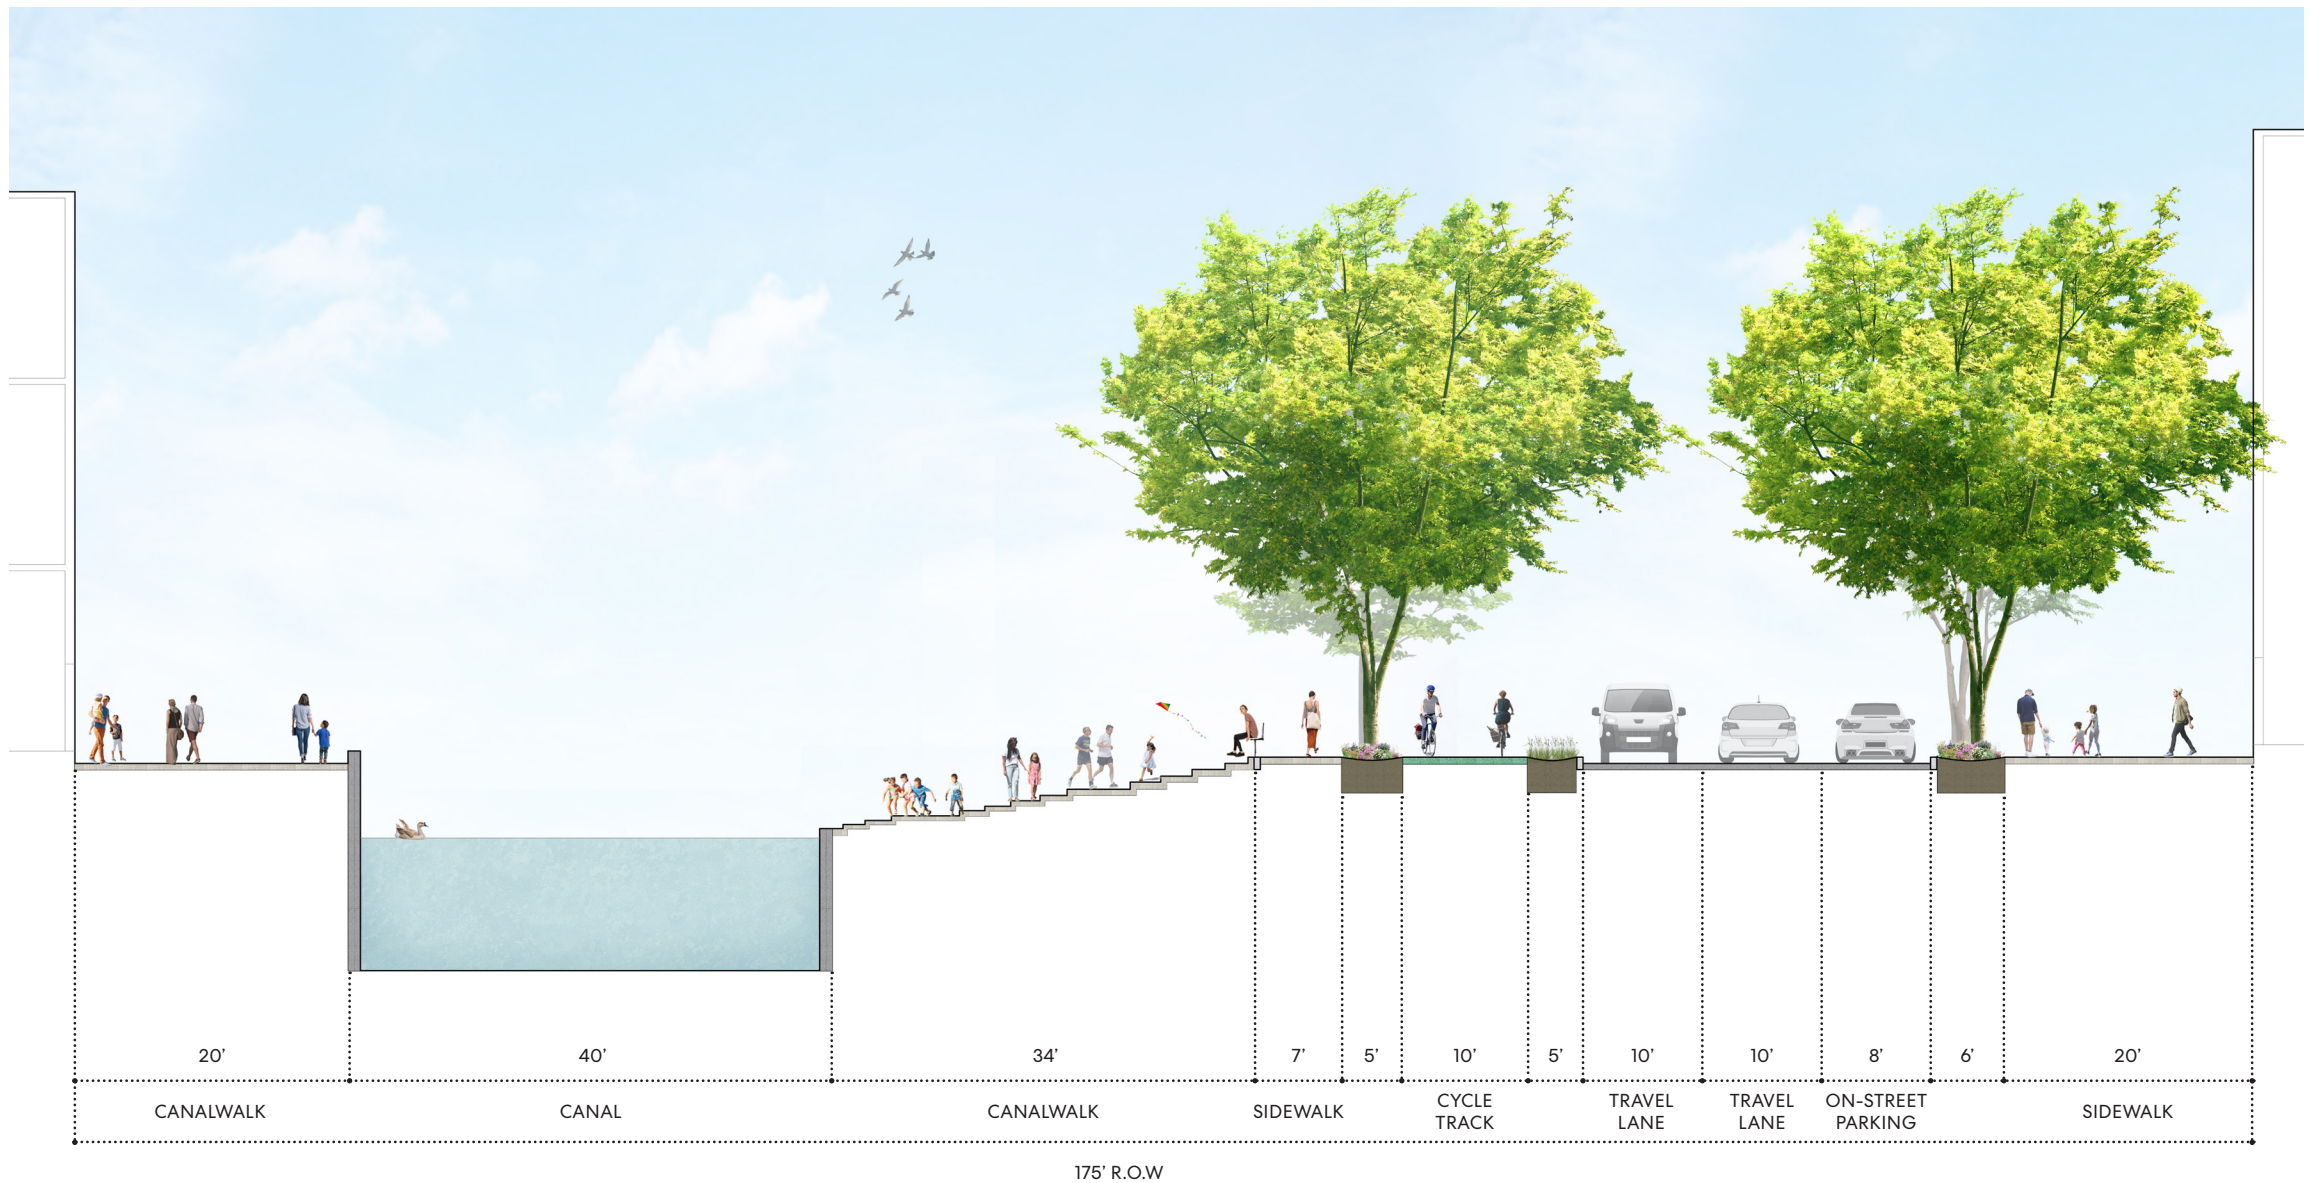 20’ 40’ 34’ 7’ 5’ 10’ 5’ 10’ 10’ 8’ 6’ 20’
CANALWALK
CANAL
CANALWALK
SIDEWALK
CYCLE
TRACK
TRAVEL
LANE
TRAVEL
LANE
ON-STREET
PARKING
SIDEWALK
175’ R.O.W